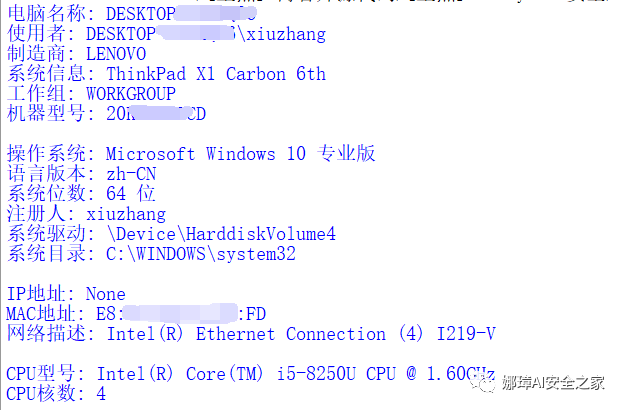 电脑名称: DESKTOP
使用者: DESKTOP \xiuzhang
制造商: LENOVO
系统信息: ThinkPad X1 Carbon 6th
工作组: WORKGROUP
机器型号: 20K CD
操作系统: Microsoft Windows 10 专业版
语言版本: zh-CN
系统位数: 64 位
注册人: xiuzhang
系统驱动: \Device\HarddiskVolume4
系统目录: C:\WINDOWS\system32
IP地址: None
MAC地址: E8: :FD
网络描述: Intel(R) Ethernet Connection (4) I219-V
CPU型号: Intel(R) Core(TM) i5-8250U CPU @ 1.60GHz
CPU核数: 4
娜璋AI安全之家